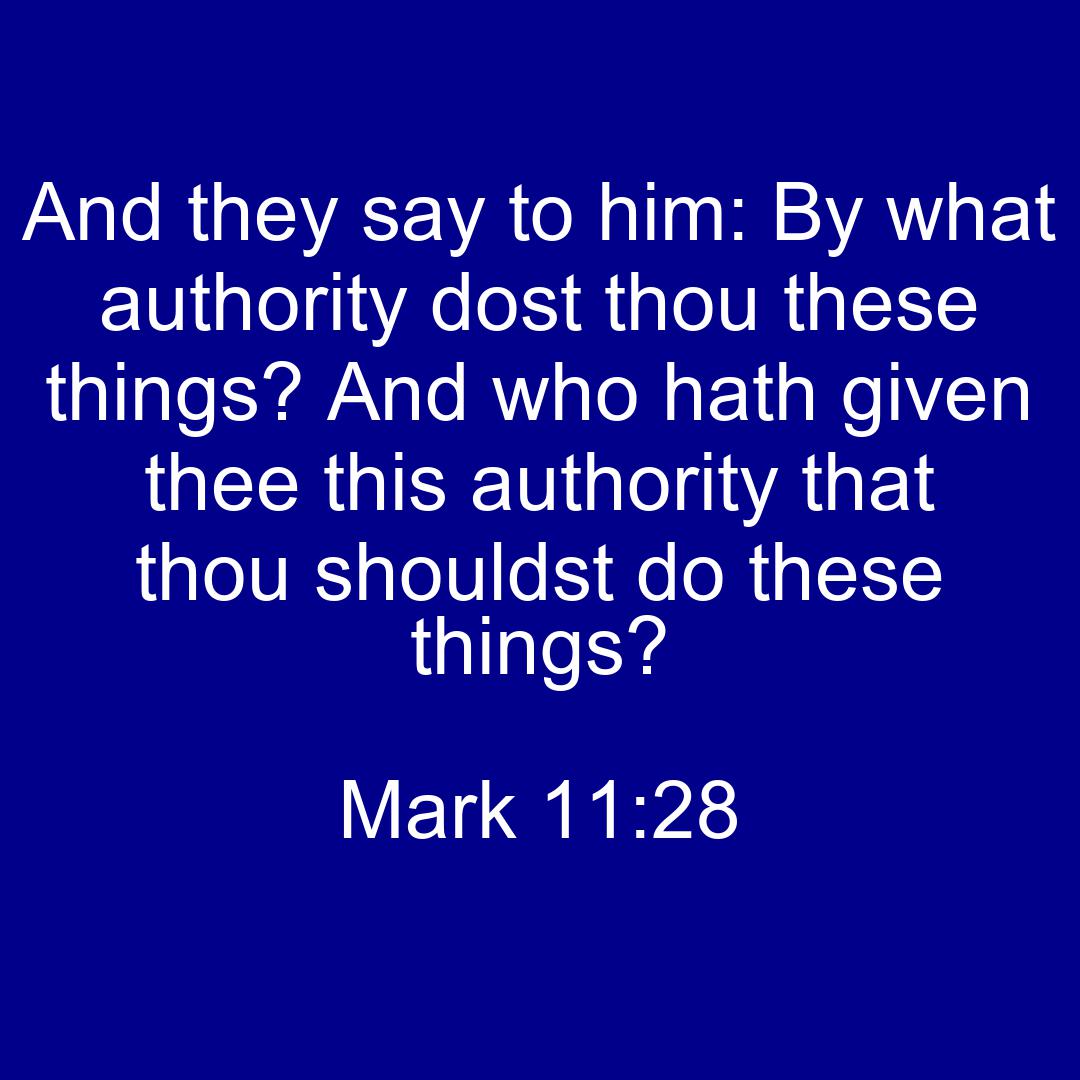 And they say to him: By what
authority dost thou these
things? And who hath given
thee this authority that
thou shouldst do these
things?
Mark 11:28